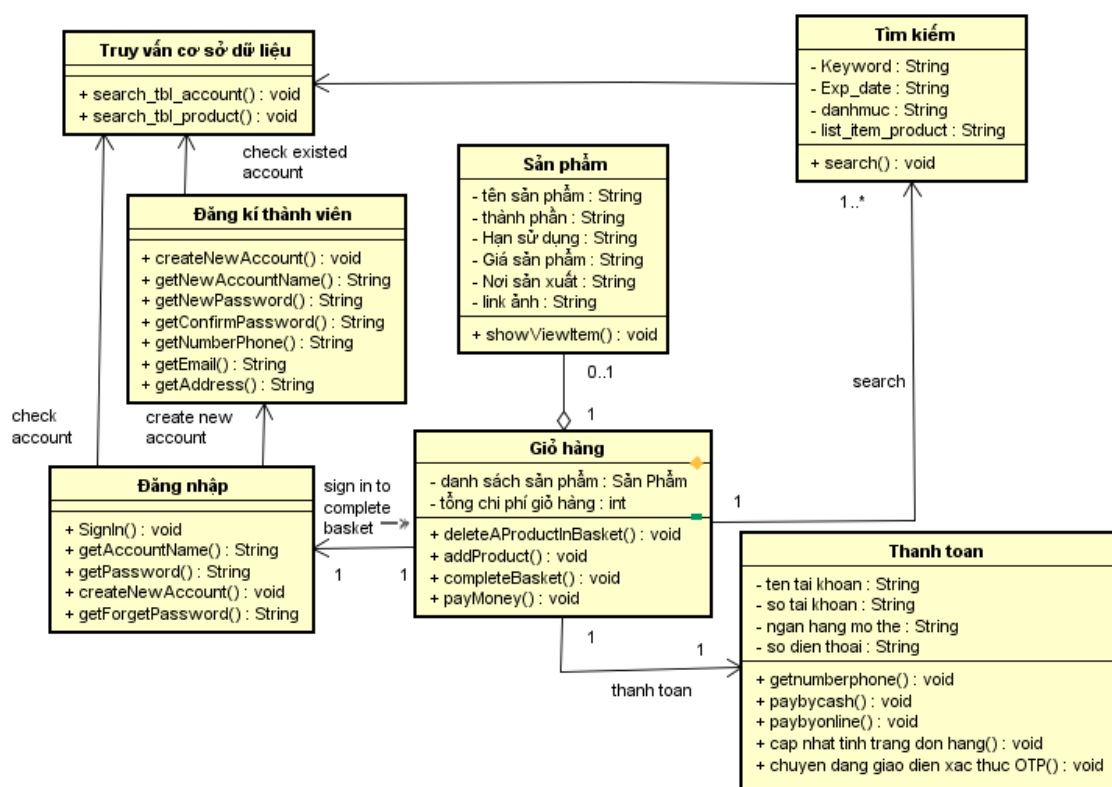 Truy vấn cơ sở dữ liệu
+ search_tbl_account() : void
+ search_tbl_product() : void
Tìm kiếm
- Keyword : String
- Exp_date : String
- danhmuc : String
- list_item_product : String
+ search() : void
1..*
check existed
account
Đăng kí thành viên
+ createNewAccount() : void
+ getNewAccountName() : String
+ getNewPassword() : String
+ getConfirmPassword() : String
+ getNumberPhone() : String
+ getEmail() : String
+ getAddress() : String
Sản phẩm
- tên sản phẩm : String
- thành phần : String
- Hạn sử dụng : String
- Giá sản phẩm : String
- Nơi sản xuất : String
- link ảnh : String
+ showViewItem() : void
0..1
1
search
check
account
create new
account
Đăng nhập
+ SignIn() : void
+ getAccountName() : String
+ getPassword() : String
+ createNewAccount() : void
+ getForgetPassword() : String
sign in to
complete
basket
1
1
Giỏ hàng
- danh sách sản phẩm : Sản Phẩm
- tổng chi phí giỏ hàng : int
+ deleteAProductInBasket() : void
+ addProduct() : void
+ completeBasket() : void
+ payMoney() : void
1
1
1
thanh toan
Thanh toan
- ten tai khoan : String
- so tai khoan : String
- ngan hang mo the : String
- so dien thoai : String
+ getnumberphone() : void
+ paybycash() : void
+ paybyonline() : void
+ cap nhat tinh trang don hang() : void
+ chuyen dang giao dien xac thuc OTP() : void